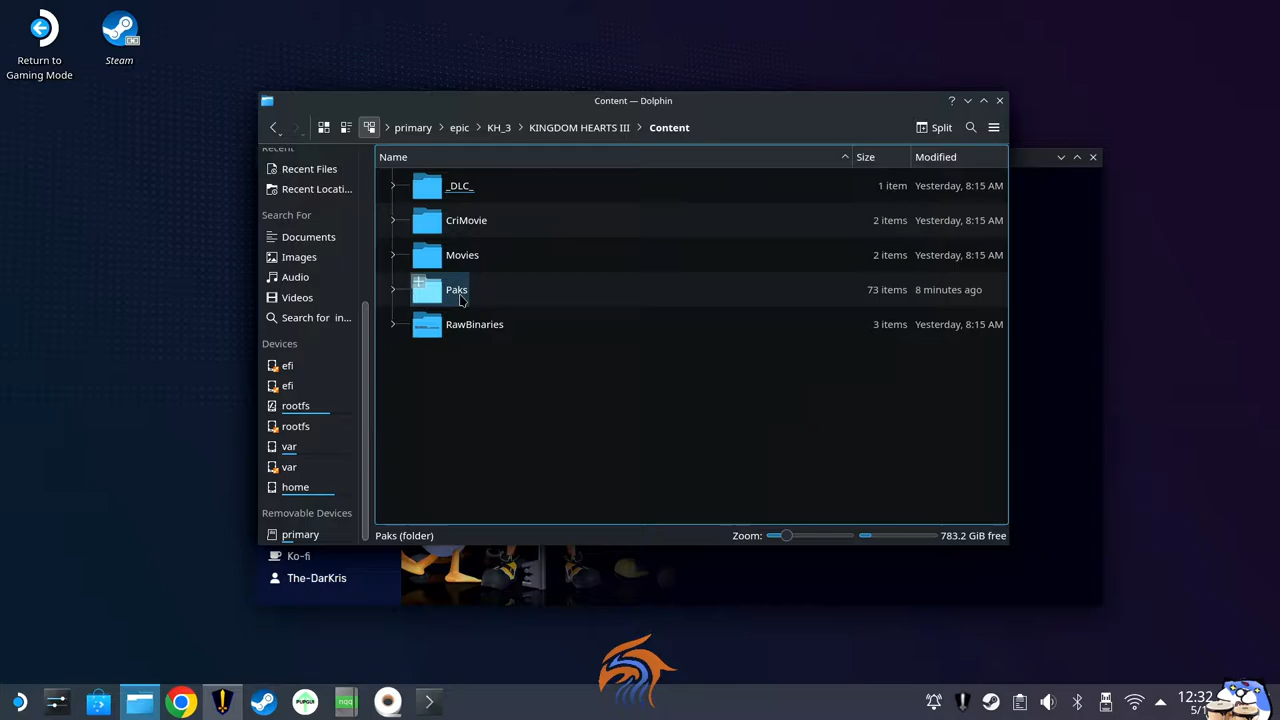 Return to
Gaming Mode
Steam
Content — Dolphin
primary
epic
KH_3
KINGDOM HEARTS III
Content
Split
Recent
Recent Files
Recent Locati...
Search For
Documents
Images
Audio
Videos
Search for in...
Devices
efi
efi
rootfs
rootfs
var
var
home
Removable Devices
primary
Name
Size
Modified
_DLC_
1 item
Yesterday, 8:15 AM
CriMovie
2 items
Yesterday, 8:15 AM
Movies
2 items
Yesterday, 8:15 AM
Paks
73 items
8 minutes ago
RawBinaries
3 items
Yesterday, 8:15 AM
Paks (folder)
Zoom:
783.2 GiB free
Ko-fi
The-DarKris
PUPGUI
nqq
12:32
5/1